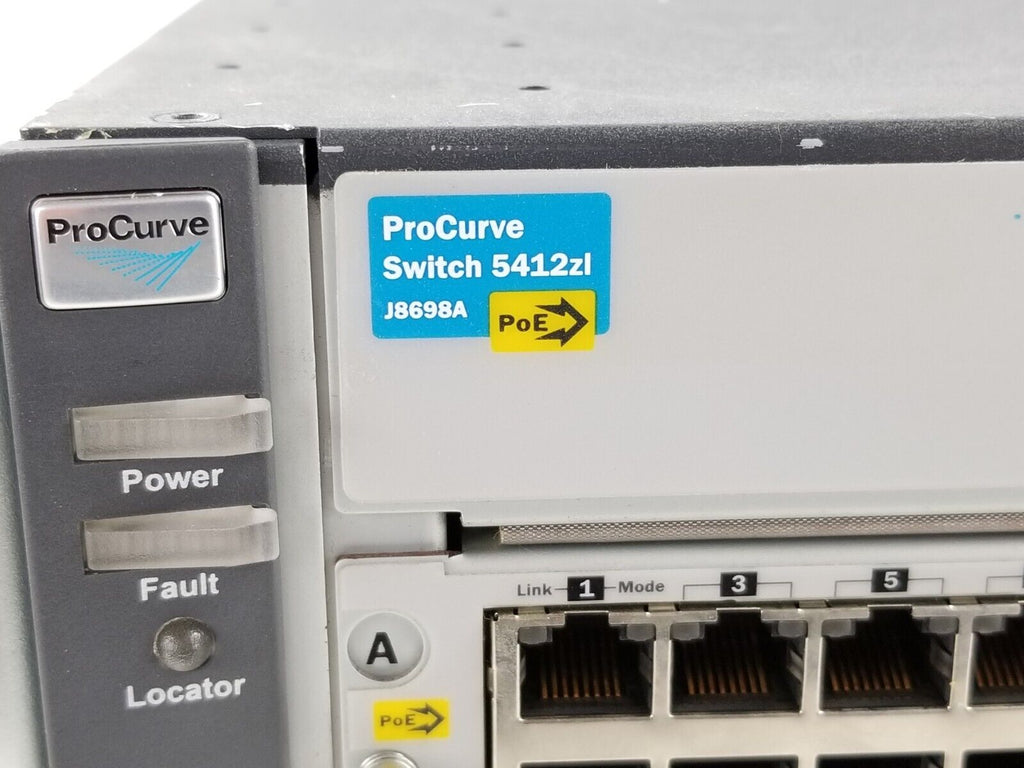 ProCurve
ProCurve
Switch 5412zl
J8698A
PoE
Power
Fault
Locator
Link 1 Mode 3 5
A
PoE